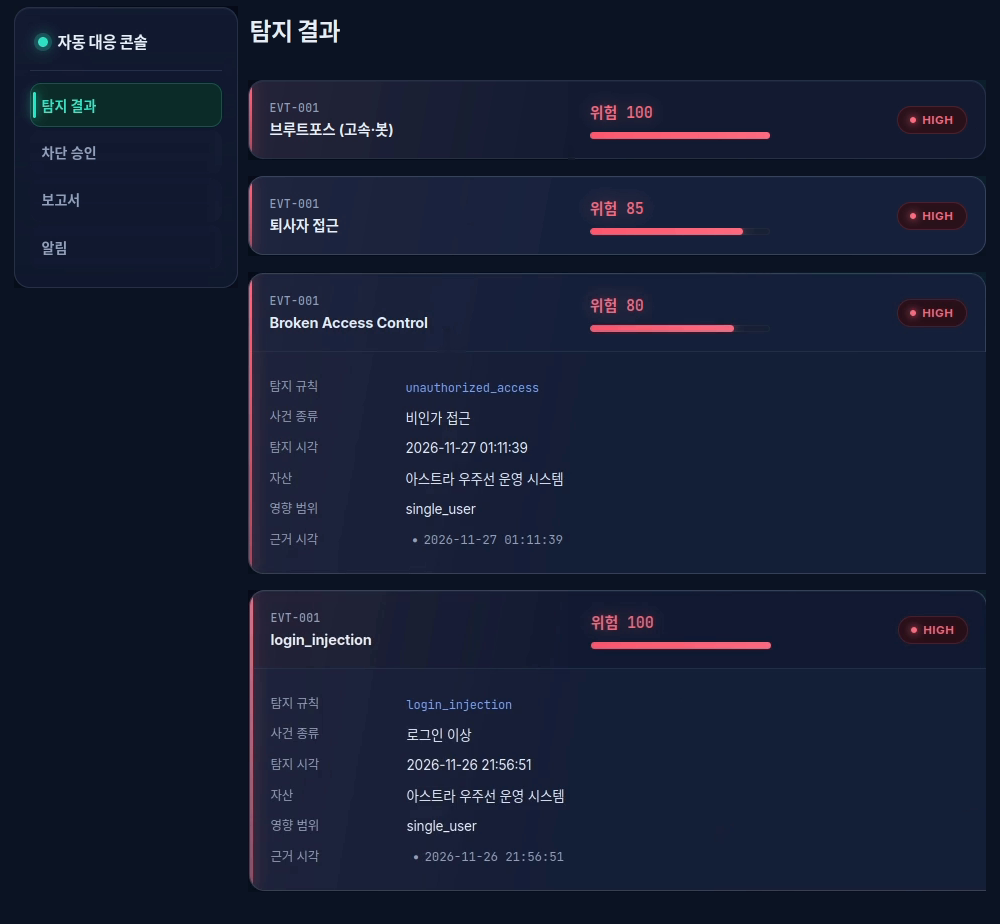 자동 대응 콘솔
탐지 결과
차단 승인
보고서
알림
탐지 결과
EVT-001
브루트포스 (고속·봇)
위험 100
HIGH
EVT-001
퇴사자 접근
위험 85
HIGH
EVT-001
Broken Access Control
위험 80
HIGH
탐지 규칙 unauthorized_access
사건 종류 비인가 접근
탐지 시각 2026-11-27 01:11:39
자산 아스트라 우주선 운영 시스템
영향 범위 single_user
근거 시각 • 2026-11-27 01:11:39
EVT-001
login_injection
위험 100
HIGH
탐지 규칙 login_injection
사건 종류 로그인 이상
탐지 시각 2026-11-26 21:56:51
자산 아스트라 우주선 운영 시스템
영향 범위 single_user
근거 시각 • 2026-11-26 21:56:51